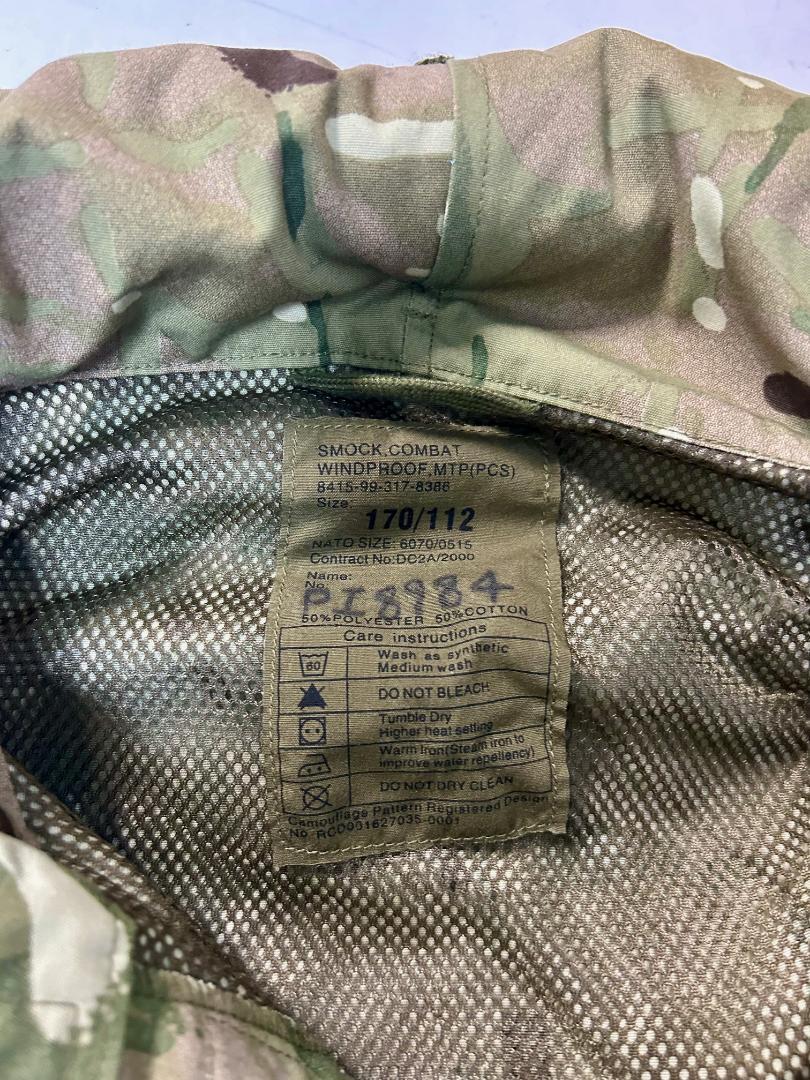 SMOCK,COMBAT
WINDPROOF,MTP(PCS)
8415-99-317-8386
Size:
170/112
NATO SIZE: 6070/0515
Contract No:DC2A/2000
Name:
No
PI8984
50%POLYESTER 50%COTTON
Care instructions
60
Wash as synthetic
Medium wash
DO NOT BLEACH
Tumble Dry
Higher heat setting
Warm Iron(Steam iron to
improve water repellency)
DO NOT DRY CLEAN
Camouflage Pattern Registered Design
No RCD001627035-0001